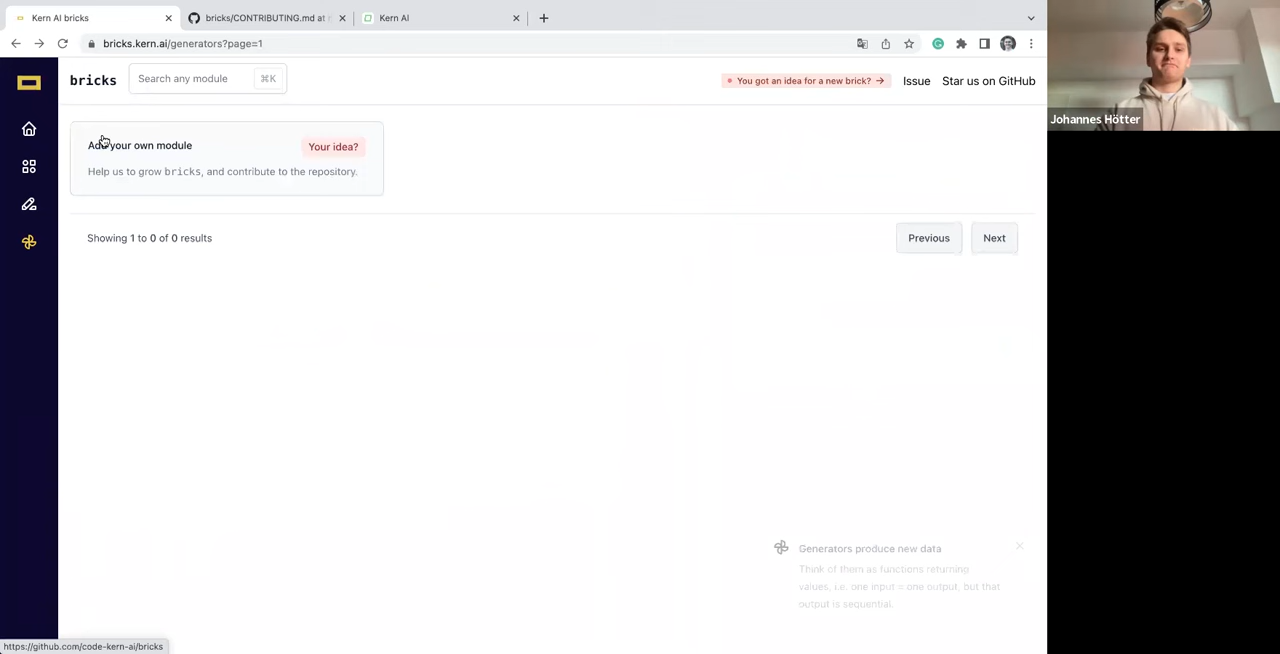 Kern AI bricks
bricks/CONTRIBUTING.md at
Kern AI
bricks.kern.ai/generators?page=1
bricks
Search any module
⌘K
You got an idea for a new brick? →
Issue
Star us on GitHub
Johannes Hötter
Add your own module
Your idea?
Help us to grow bricks, and contribute to the repository.
Showing 1 to 0 of 0 results
Previous
Next
Generators produce new data
Think of them as functions returning
values, i.e. one input = one output, but that
output is sequential.
https://github.com/code-kern-ai/bricks